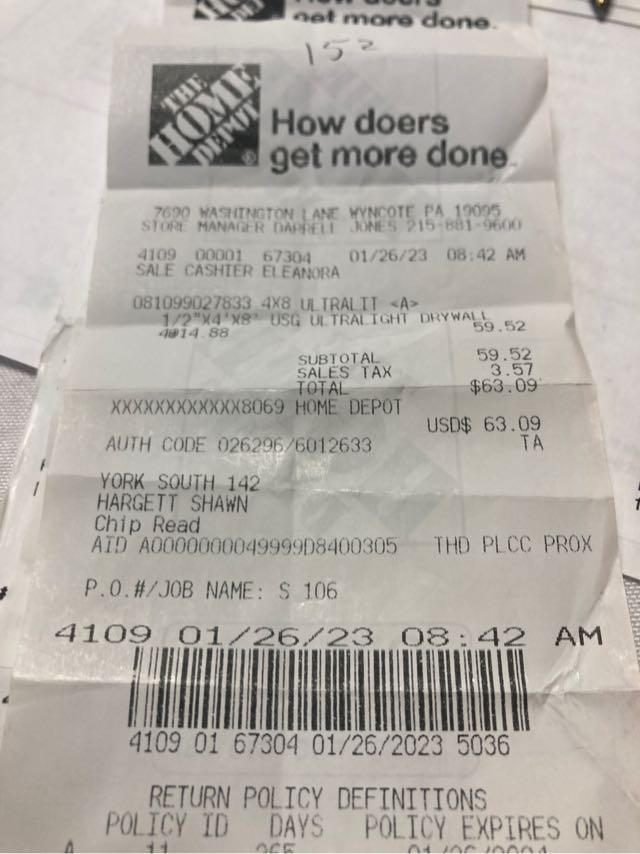 get more done.
15²
THE HOME DEPOT
How doers
get more done.
7690 WASHINGTON LANE WYNCOTE PA 19095
STORE MANAGER DARRELL JONES 215-881-9600
4109 00001 67304 01/26/23 08:42 AM
SALE CASHIER ELEANORA
081099027833 4X8 ULTRALIT <A>
1/2"X4'X8' USG ULTRALIGHT DRYWALL
4@14.88 59.52
SUBTOTAL 59.52
SALES TAX 3.57
TOTAL $63.09
XXXXXXXXXXXX8069 HOME DEPOT
USD$ 63.09
AUTH CODE 026296/6012633 TA
YORK SOUTH 142
HARGETT SHAWN
Chip Read
AID A0000000049999D8400305 THD PLCC PROX
P.O.#/JOB NAME: S 106
4109 01/26/23 08:42 AM
4109 01 67304 01/26/2023 5036
RETURN POLICY DEFINITIONS
POLICY ID DAYS POLICY EXPIRES ON
A 11 365